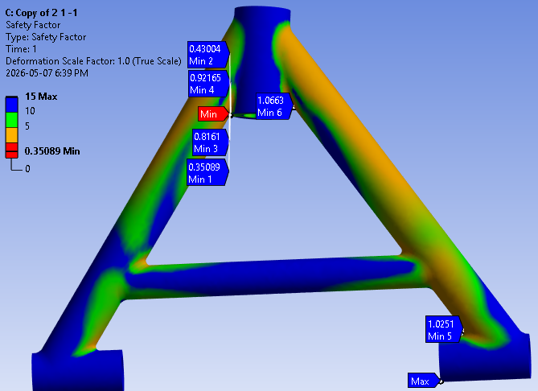 C: Copy of 2 1 -1
Safety Factor
Type: Safety Factor
Time: 1
Deformation Scale Factor: 1.0 (True Scale)
2026-05-07 6:39 PM
15 Max
10
5
0.35089 Min
0
0.43004
Min 2
0.92165
Min 4
Min
1.0663
Min 6
0.8161
Min 3
0.35089
Min 1
1.0251
Min 5
Max